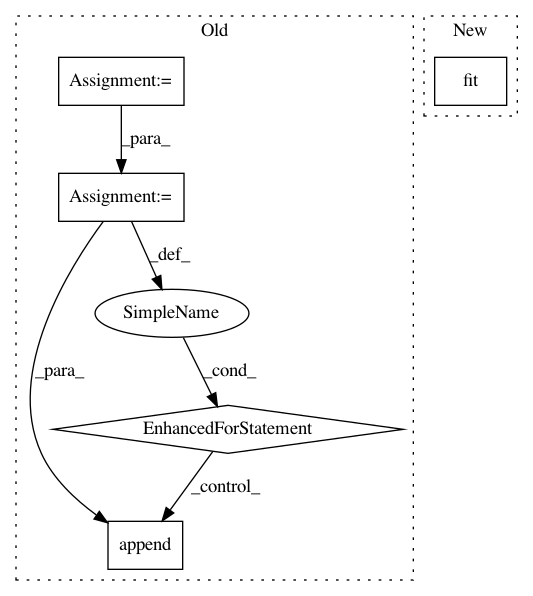 Old
New
Assignment:=
fit
_para_
Assignment:=
_def_
SimpleName
_para_
_cond_
EnhancedForStatement
_control_
append